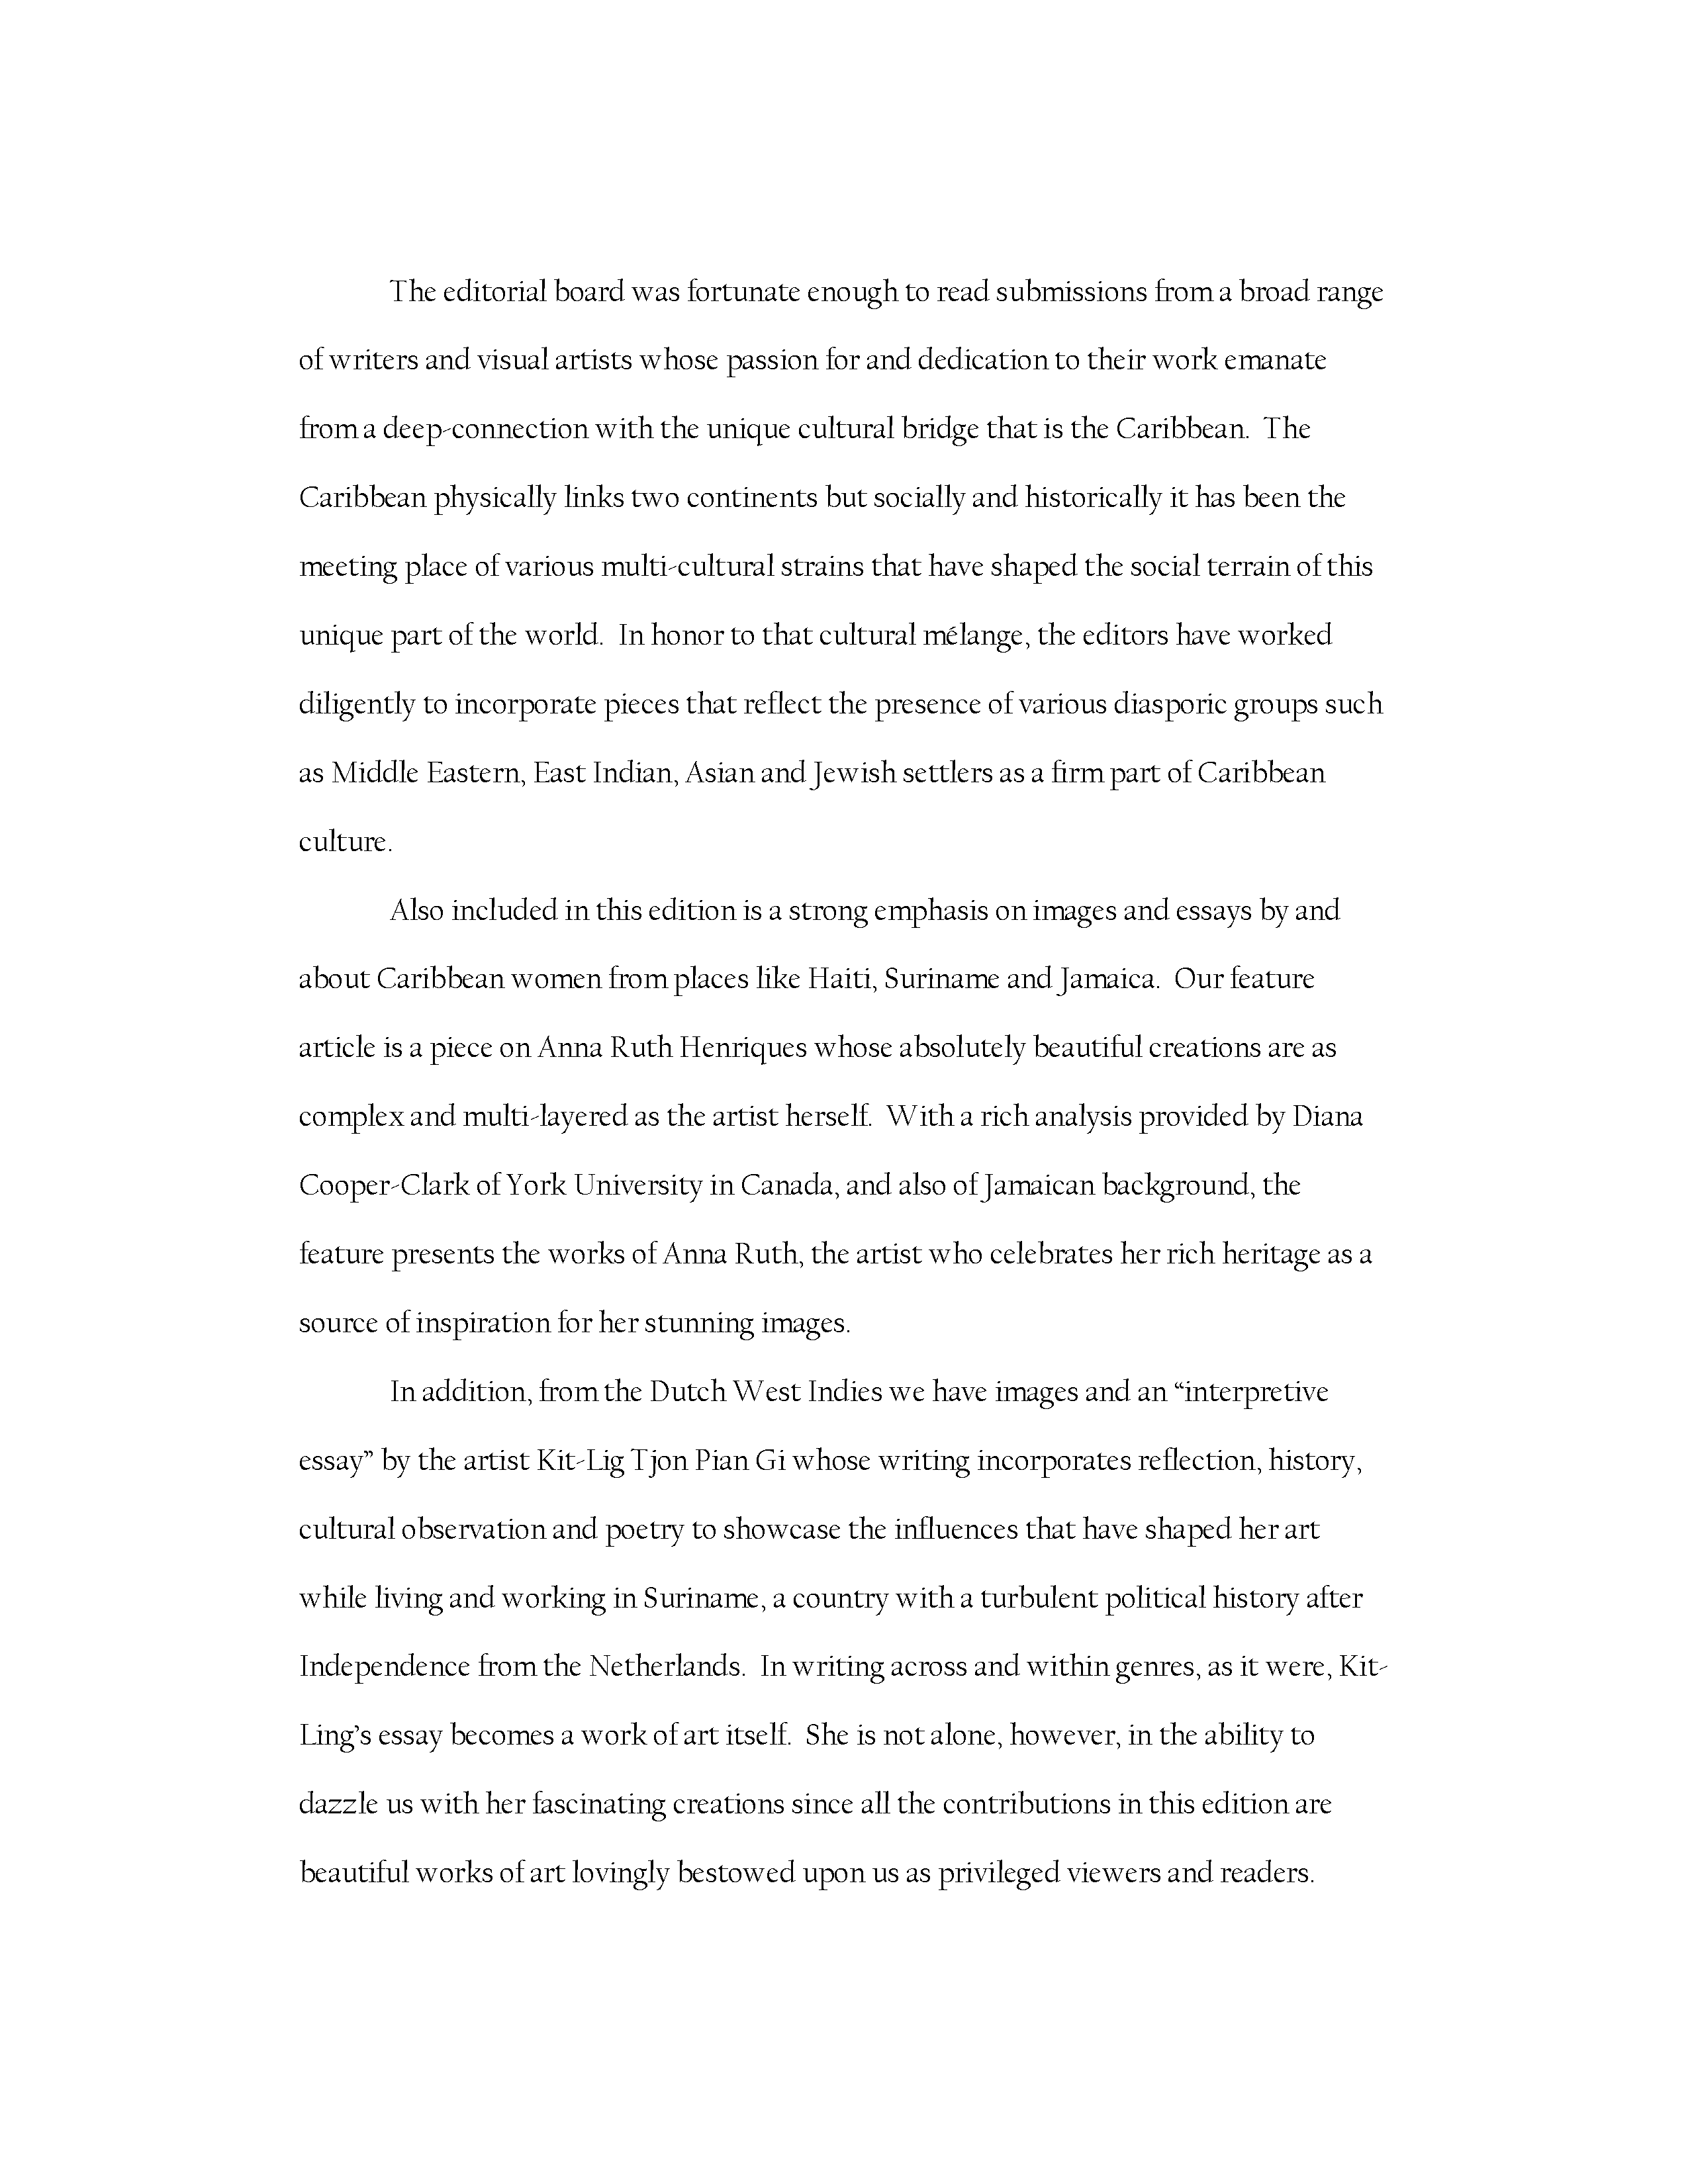 The editorial board was fortunate enough to read submissions from a broad range
of writers and visual artists whose passion for and dedication to their work emanate
from a deep-connection with the unique cultural bridge that is the Caribbean.  The
Caribbean physically links two continents but socially and historically it has been the
meeting place of various multi-cultural strains that have shaped the social terrain of this
unique part of the world.  In honor to that cultural mélange, the editors have worked
diligently to incorporate pieces that reflect the presence of various diasporic groups such
as Middle Eastern, East Indian, Asian and Jewish settlers as a firm part of Caribbean
culture.
Also included in this edition is a strong emphasis on images and essays by and
about Caribbean women from places like Haiti, Suriname and Jamaica.  Our feature
article is a piece on Anna Ruth Henriques whose absolutely beautiful creations are as
complex and multi-layered as the artist herself.  With a rich analysis provided by Diana
Cooper-Clark of York University in Canada, and also of Jamaican background, the
feature presents the works of Anna Ruth, the artist who celebrates her rich heritage as a
source of inspiration for her stunning images.
In addition, from the Dutch West Indies we have images and an “interpretive
essay” by the artist Kit-Lig Tjon Pian Gi whose writing incorporates reflection, history,
cultural observation and poetry to showcase the influences that have shaped her art
while living and working in Suriname, a country with a turbulent political history after
Independence from the Netherlands.  In writing across and within genres, as it were, Kit-
Ling’s essay becomes a work of art itself.  She is not alone, however, in the ability to
dazzle us with her fascinating creations since all the contributions in this edition are
beautiful works of art lovingly bestowed upon us as privileged viewers and readers.